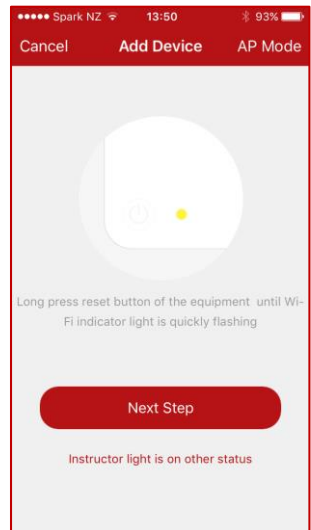 Spark NZ 13:50 93%
Cancel Add Device AP Mode
Long press reset button of the equipment until Wi-
Fi indicator light is quickly flashing
Next Step
Instructor light is on other status